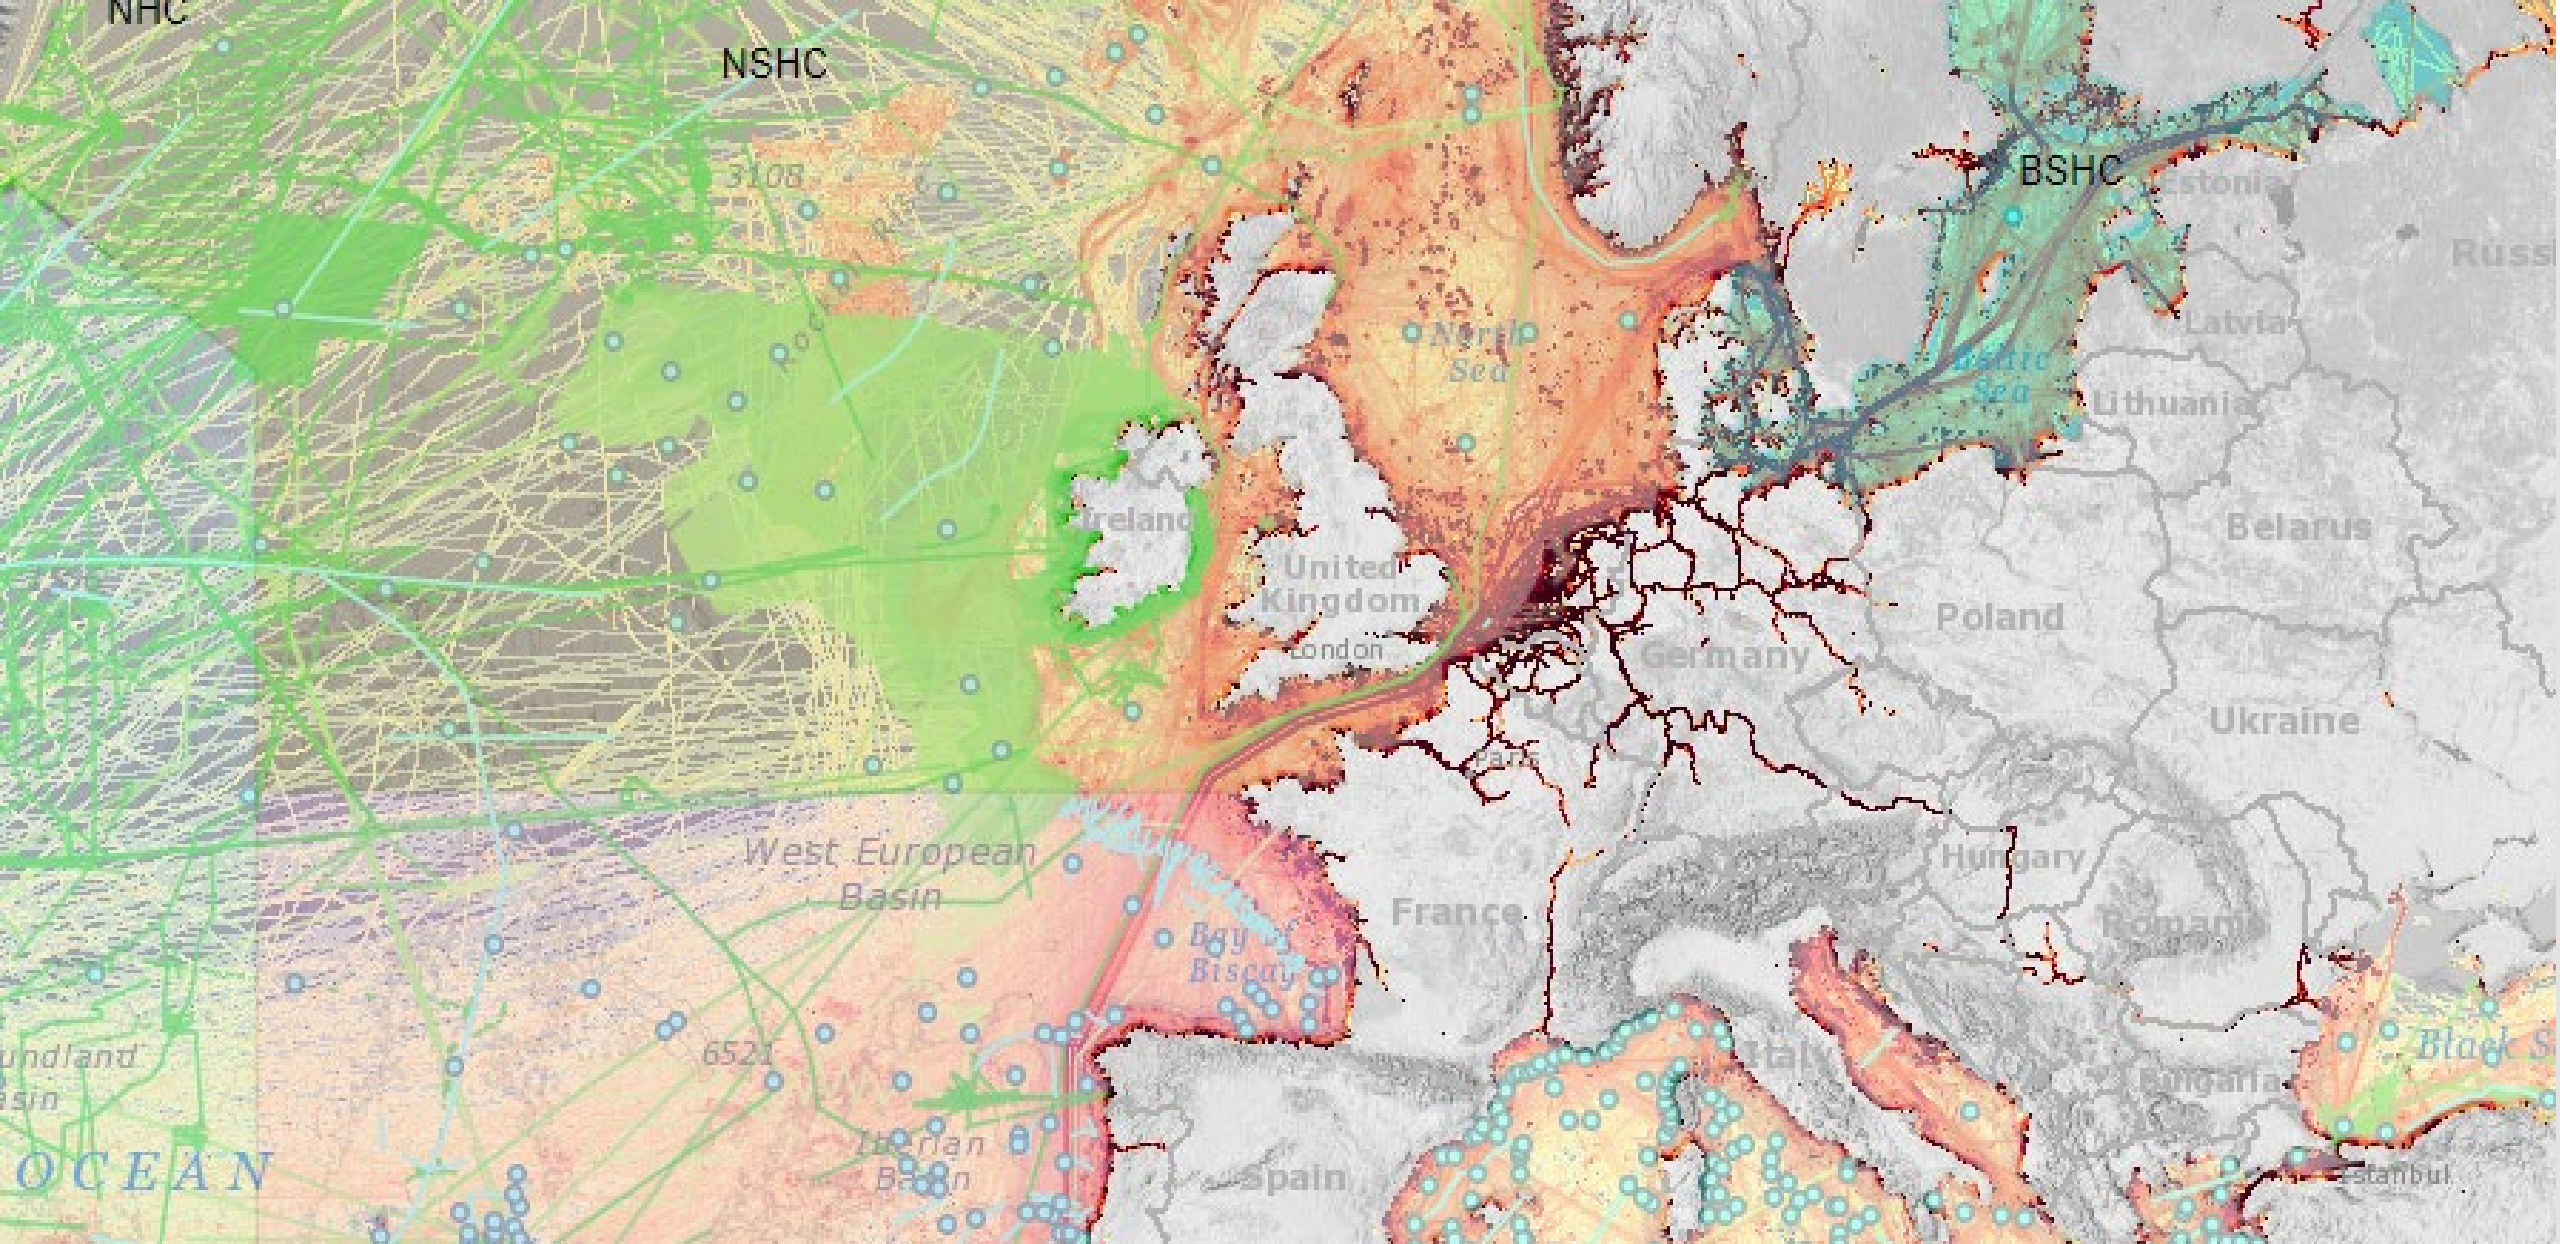 NHC
NSHC
3108
BSHC
Estonia
Russi
North
Sea
Latvia
Baltic
Sea
Lithuania
Ireland
United
Kingdom
London
Belarus
Poland
Germany
Ukraine
Paris
West European
Basin
Hungary
France
Romania
Bay of
Biscay
undland
asin
6521
Italy
Black S
Bulgaria
Iberian
Basin
OCEAN
Spain
Istanbul